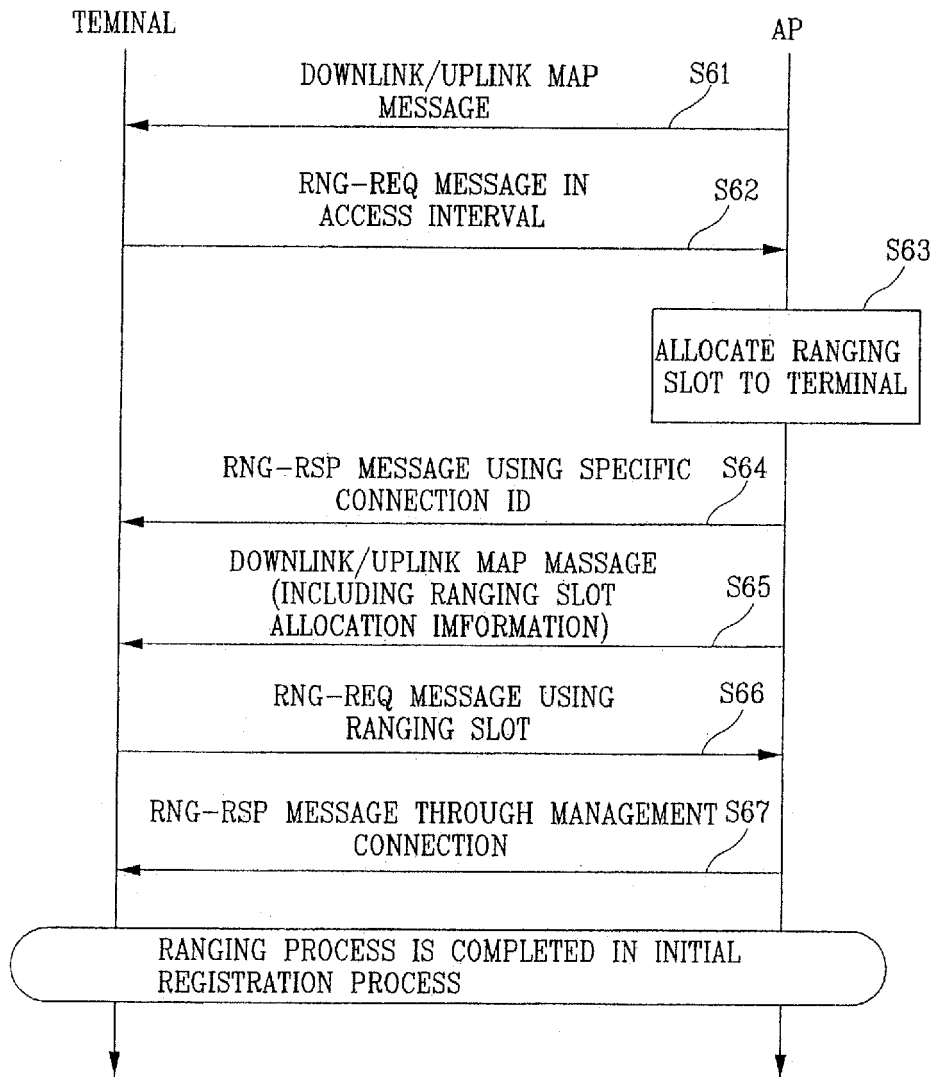 TEMINAL
AP
DOWNLINK/UPLINK MAP
MESSAGE
S61
RNG-REQ MESSAGE IN
ACCESS INTERVAL
S62
S63
ALLOCATE RANGING
SLOT TO TERMINAL
RNG-RSP MESSAGE USING SPECIFIC
CONNECTION ID
S64
DOWNLINK/UPLINK MAP MASSAGE
(INCLUDING RANGING SLOT
ALLOCATION IMFORMATION)
S65
RNG-REQ MESSAGE USING
RANGING SLOT
S66
RNG-RSP MESSAGE THROUGH MANAGEMENT
CONNECTION
S67
RANGING PROCESS IS COMPLETED IN INITIAL
REGISTRATION PROCESS